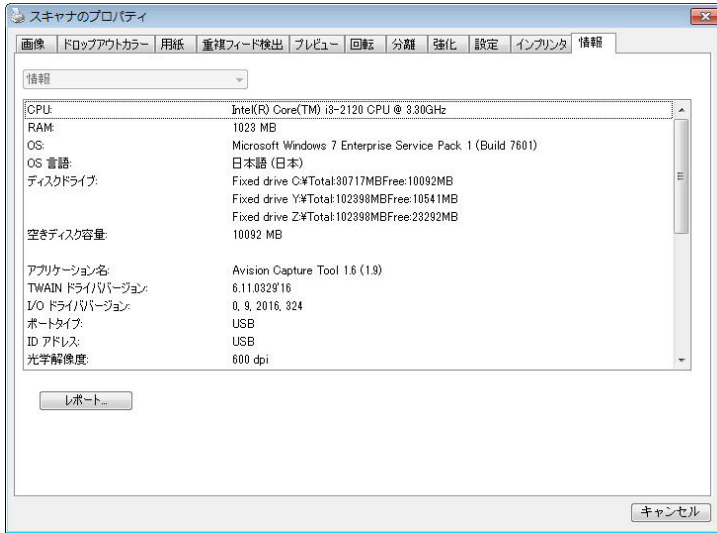 スキャナのプロパティ
画像 ドロップアウトカラー 用紙 重複フィード検出 プレビュー 回転 分離 強化 設定 インプリンタ 情報
情報
CPU: Intel(R) Core(TM) i3-2120 CPU @ 3.30GHz
RAM: 1023 MB
OS: Microsoft Windows 7 Enterprise Service Pack 1 (Build 7601)
OS 言語: 日本語 (日本)
ディスクドライブ: Fixed drive C:¥Total:30717MBFree:10092MB
Fixed drive Y:¥Total:102398MBFree:10541MB
Fixed drive Z:¥Total:102398MBFree:23292MB
空きディスク容量: 10092 MB
アプリケーション名: Avision Capture Tool 1.6 (1.9)
TWAIN ドライババージョン: 6.11.0329'16
I/O ドライババージョン: 0, 9, 2016, 324
ポートタイプ: USB
ID アドレス: USB
光学解像度: 600 dpi
レポート...
キャンセル